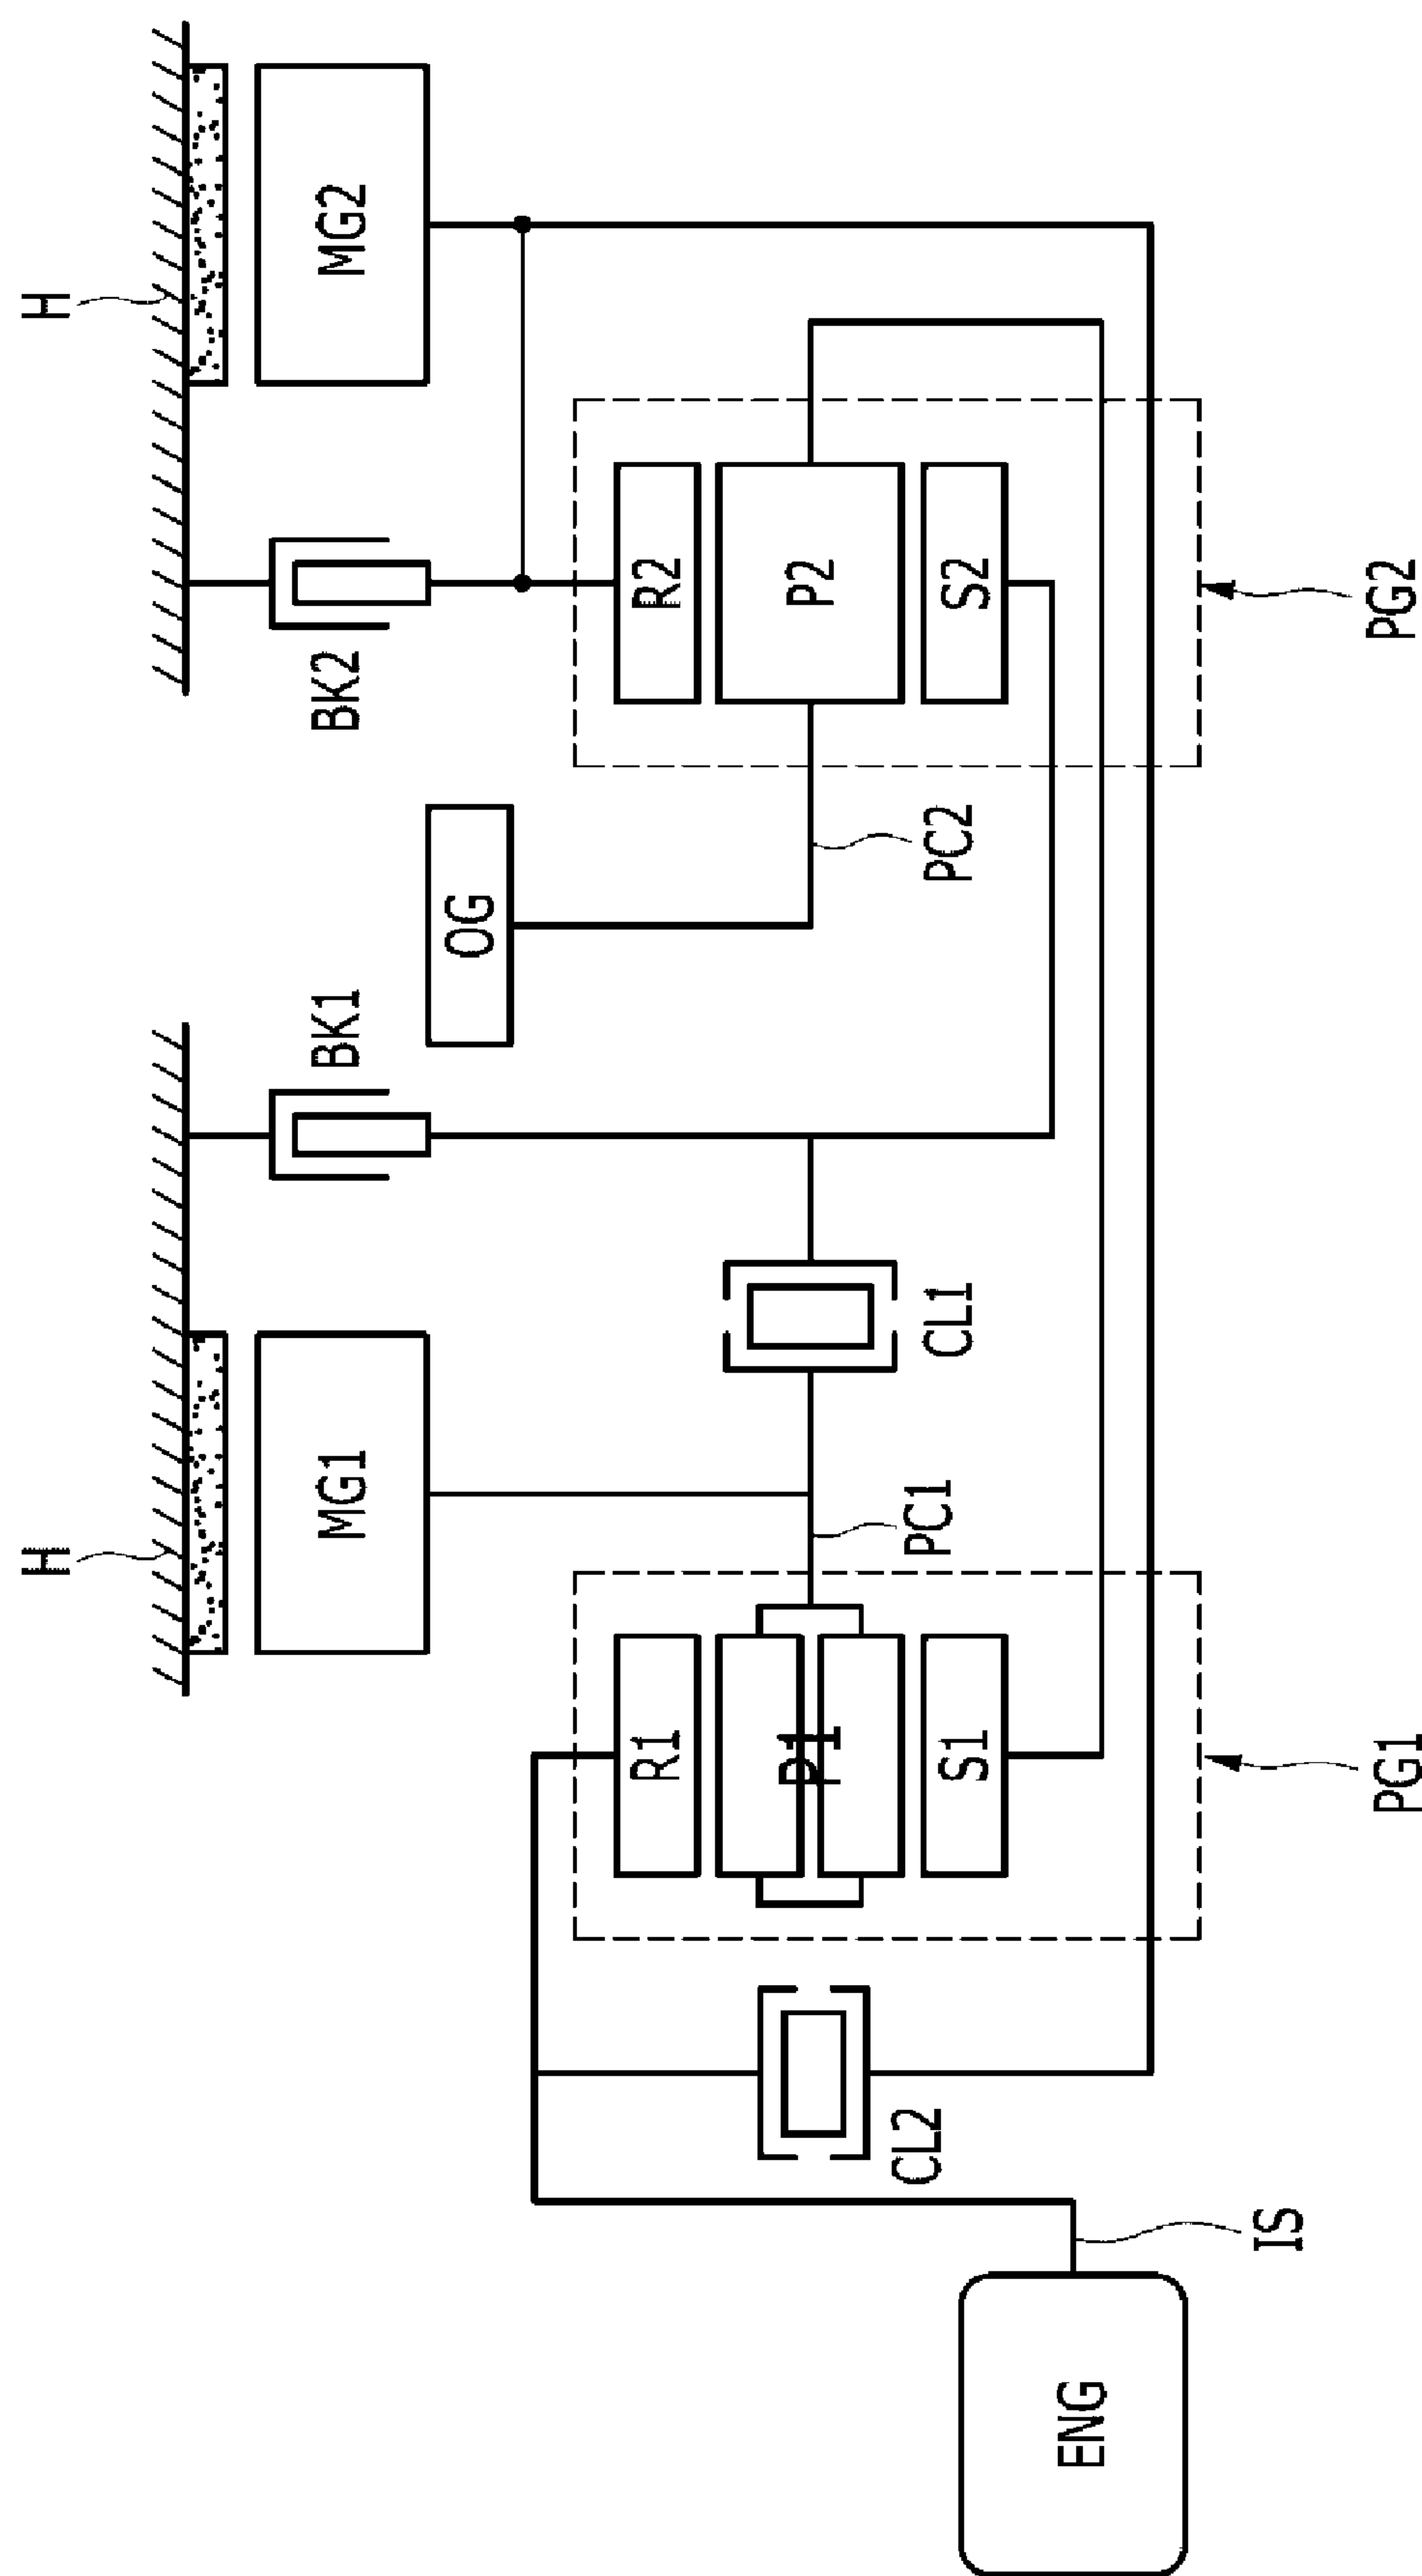 H
H
MG1
MG2
BK1
BK2
OG
R1
R2
P1
P2
CL2
CL1
PC1
PC2
S1
S2
ENG
IS
PG1
PG2